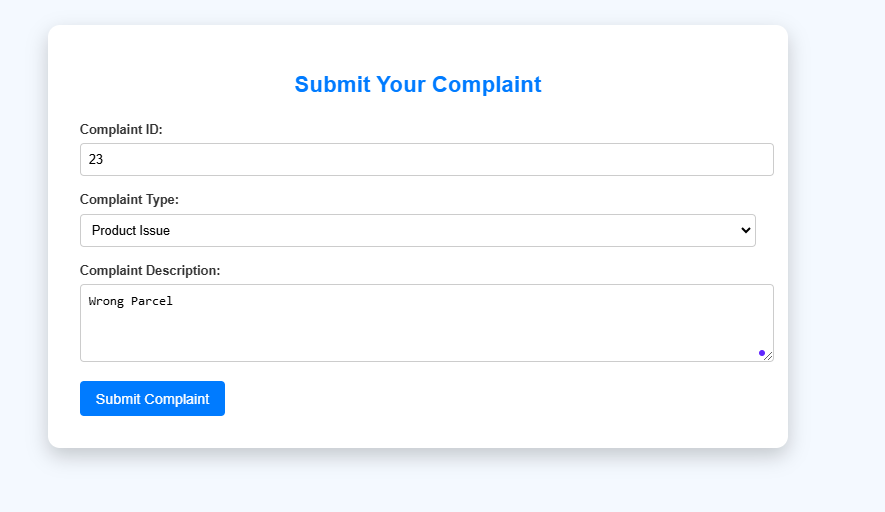 Submit Your Complaint
Complaint ID:
23
Complaint Type:
Product Issue
Complaint Description:
Wrong Parcel
Submit Complaint